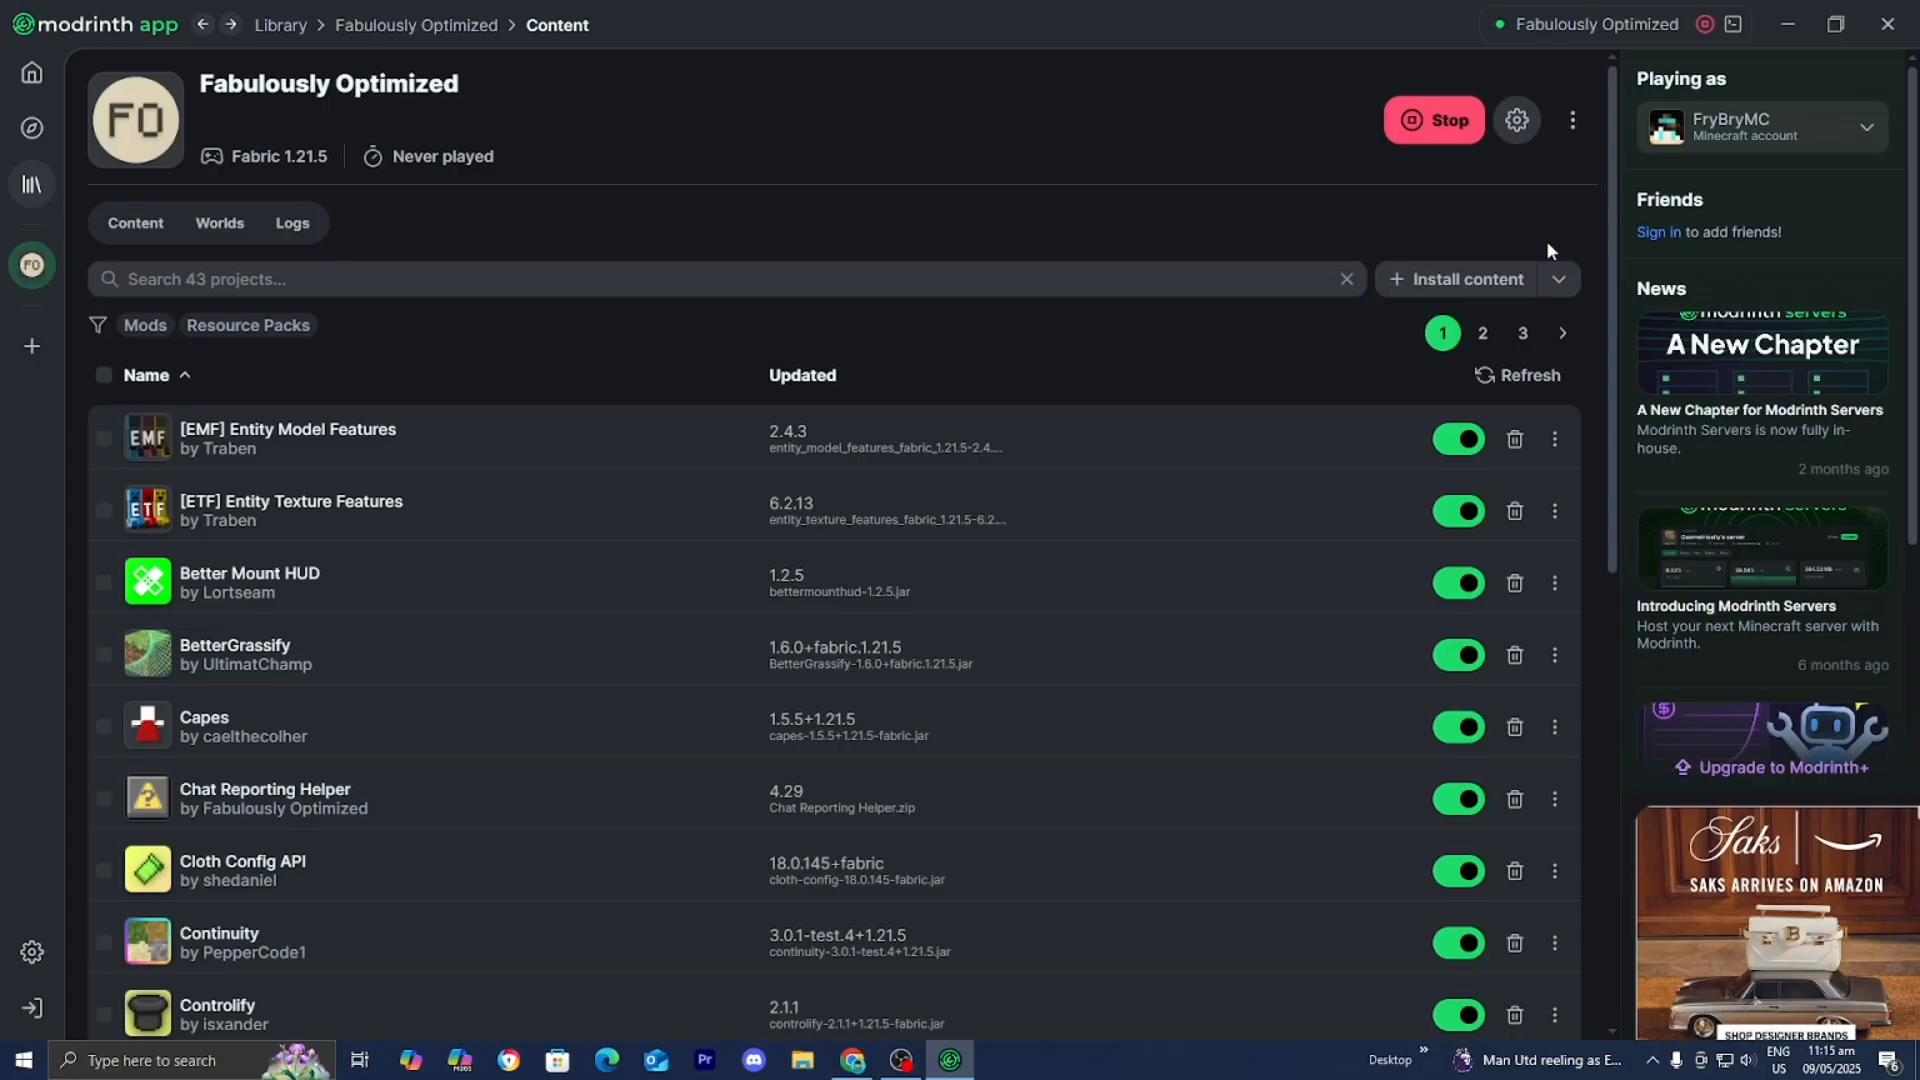 modrinth app
Library > Fabulously Optimized > Content
Fabulously Optimized
FO
Fabulously Optimized
Fabric 1.21.5
Never played
Stop
Content
Worlds
Logs
Search 43 projects...
Install content
Mods
Resource Packs
1
2
3
Name
Updated
Refresh
EMF
[EMF] Entity Model Features
by Traben
2.4.3
entity_model_features_fabric_1.21.5-2.4....
ETF
[ETF] Entity Texture Features
by Traben
6.2.13
entity_texture_features_fabric_1.21.5-6.2....
Better Mount HUD
by Lortseam
1.2.5
bettermounthud-1.2.5.jar
BetterGrassify
by UltimatChamp
1.6.0+fabric.1.21.5
BetterGrassify-1.6.0+fabric.1.21.5.jar
Capes
by caelthecolher
1.5.5+1.21.5
capes-1.5.5+1.21.5-fabric.jar
Chat Reporting Helper
by Fabulously Optimized
4.29
Chat Reporting Helper.zip
Cloth Config API
by shedaniel
18.0.145+fabric
cloth-config-18.0.145-fabric.jar
Continuity
by PepperCode1
3.0.1-test.4+1.21.5
continuity-3.0.1-test.4+1.21.5.jar
Controlify
by isxander
2.1.1
controlify-2.1.1+1.21.5-fabric.jar
FO
Playing as
FryBryMC
Minecraft account
Friends
Sign in to add friends!
News
modrinth servers
A New Chapter
A New Chapter for Modrinth Servers
Modrinth Servers is now fully in-
house.
2 months ago
Introducing Modrinth Servers
Host your next Minecraft server with
Modrinth.
6 months ago
Upgrade to Modrinth+
Saks
SAKS ARRIVES ON AMAZON
B
SHOP DESIGNER BRANDS
Type here to search
M365
Pr
Desktop
Man Utd reeling as E...
ENG
US
11:15 am
09/05/2025
6